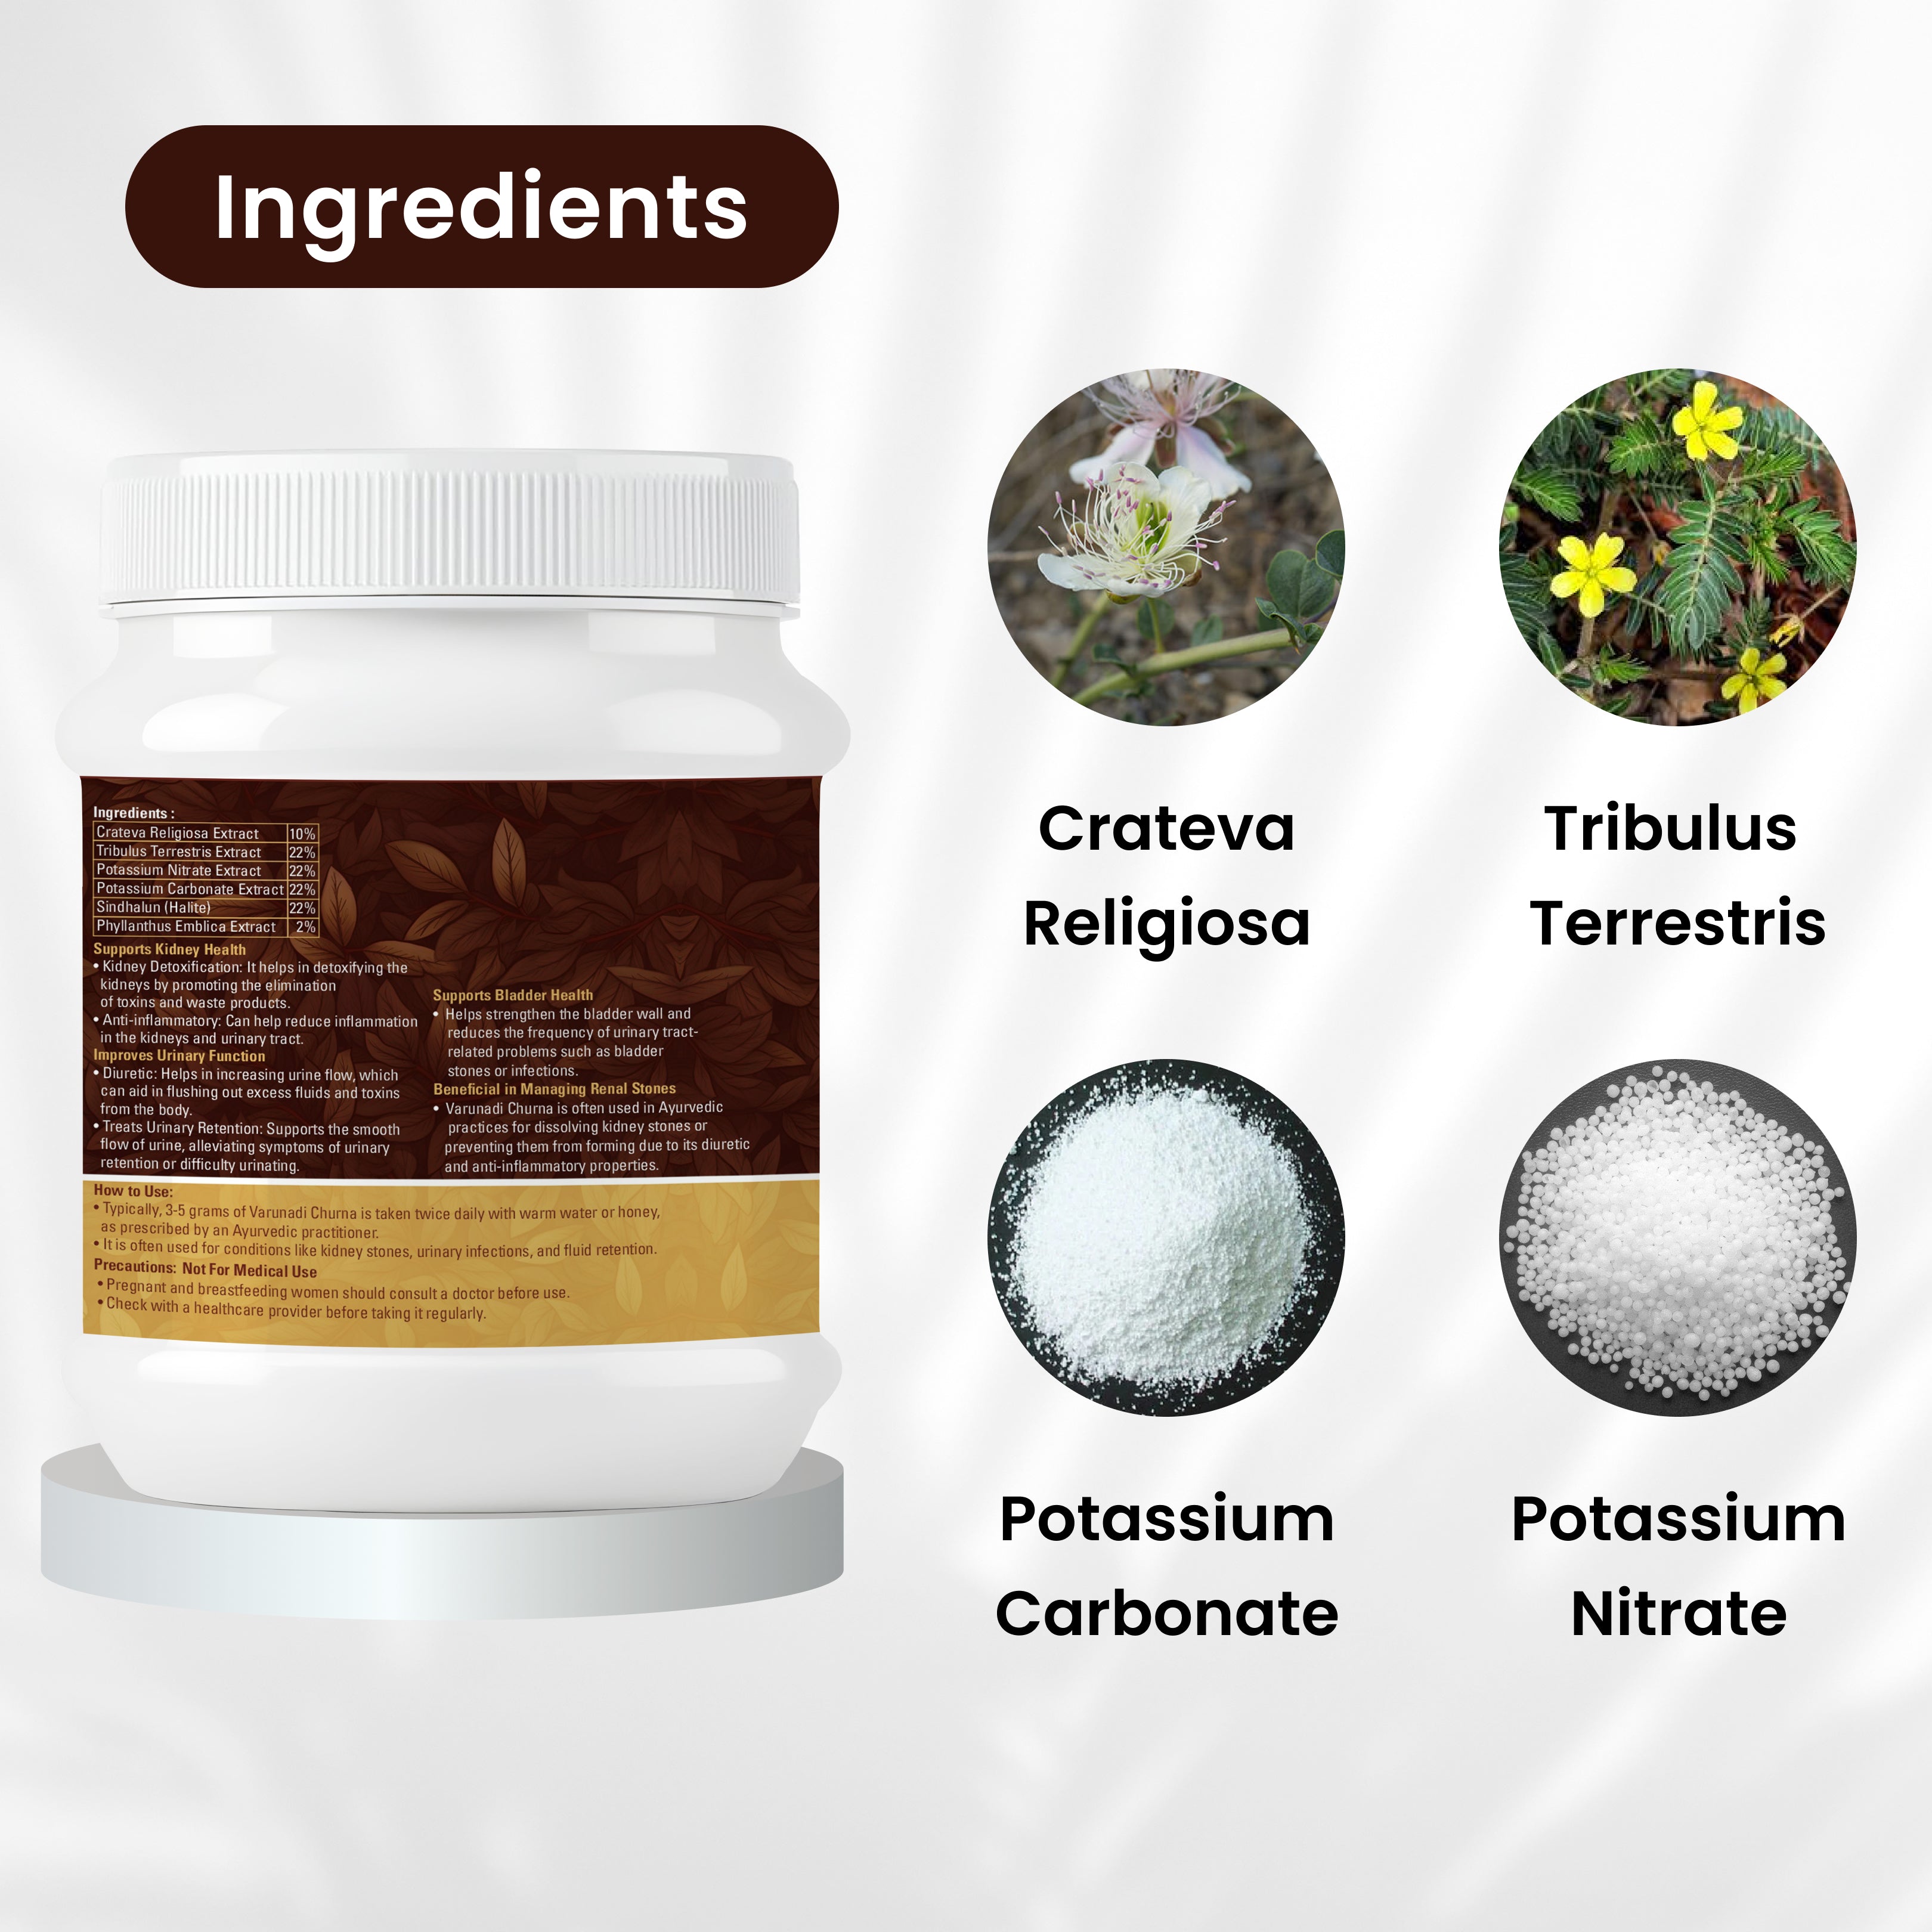 Ingredients
Ingredients :
Crateva Religiosa Extract 10%
Tribulus Terrestris Extract 22%
Potassium Nitrate Extract 22%
Potassium Carbonate Extract 22%
Sindhalun (Halite) 22%
Phyllanthus Emblica Extract 2%
Supports Kidney Health
• Kidney Detoxification: It helps in detoxifying the
kidneys by promoting the elimination
of toxins and waste products.
• Anti-inflammatory: Can help reduce inflammation
in the kidneys and urinary tract.
Improves Urinary Function
• Diuretic: Helps in increasing urine flow, which
can aid in flushing out excess fluids and toxins
from the body.
• Treats Urinary Retention: Supports the smooth
flow of urine, alleviating symptoms of urinary
retention or difficulty urinating.
Supports Bladder Health
• Helps strengthen the bladder wall and
reduces the frequency of urinary tract-
related problems such as bladder
stones or infections.
Beneficial in Managing Renal Stones
• Varunadi Churna is often used in Ayurvedic
practices for dissolving kidney stones or
preventing them from forming due to its diuretic
and anti-inflammatory properties.
How to Use:
• Typically, 3-5 grams of Varunadi Churna is taken twice daily with warm water or honey,
as prescribed by an Ayurvedic practitioner.
• It is often used for conditions like kidney stones, urinary infections, and fluid retention.
Precautions: Not For Medical Use
• Pregnant and breastfeeding women should consult a doctor before use.
• Check with a healthcare provider before taking it regularly.
Crateva
Religiosa
Tribulus
Terrestris
Potassium
Carbonate
Potassium
Nitrate